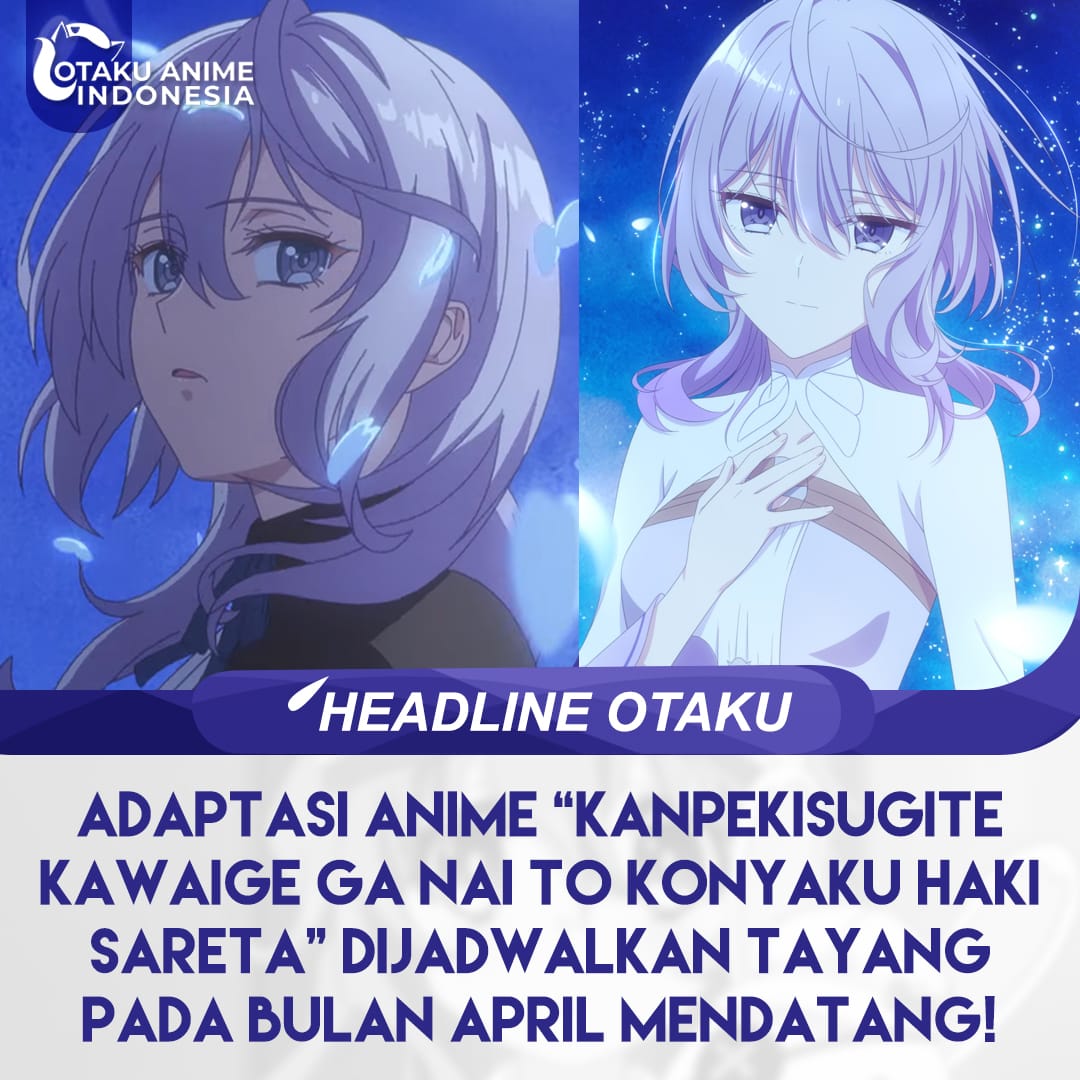 OTAKU ANIME
INDONESIA
HEADLINE OTAKU
ADAPTASI ANIME “KANPEKISUGITE
KAWAIGE GA NAI TO KONYAKU HAKI
SARETA” DIJADWALKAN TAYANG
PADA BULAN APRIL MENDATANG!